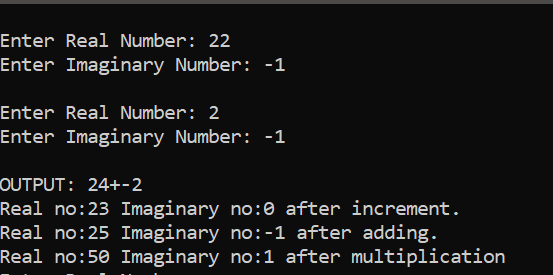 Enter Real Number: 22
Enter Imaginary Number: -1
Enter Real Number: 2
Enter Imaginary Number: -1
OUTPUT: 24+-2
Real no:23 Imaginary no:0 after increment.
Real no:25 Imaginary no:-1 after adding.
Real no:50 Imaginary no:1 after multiplication